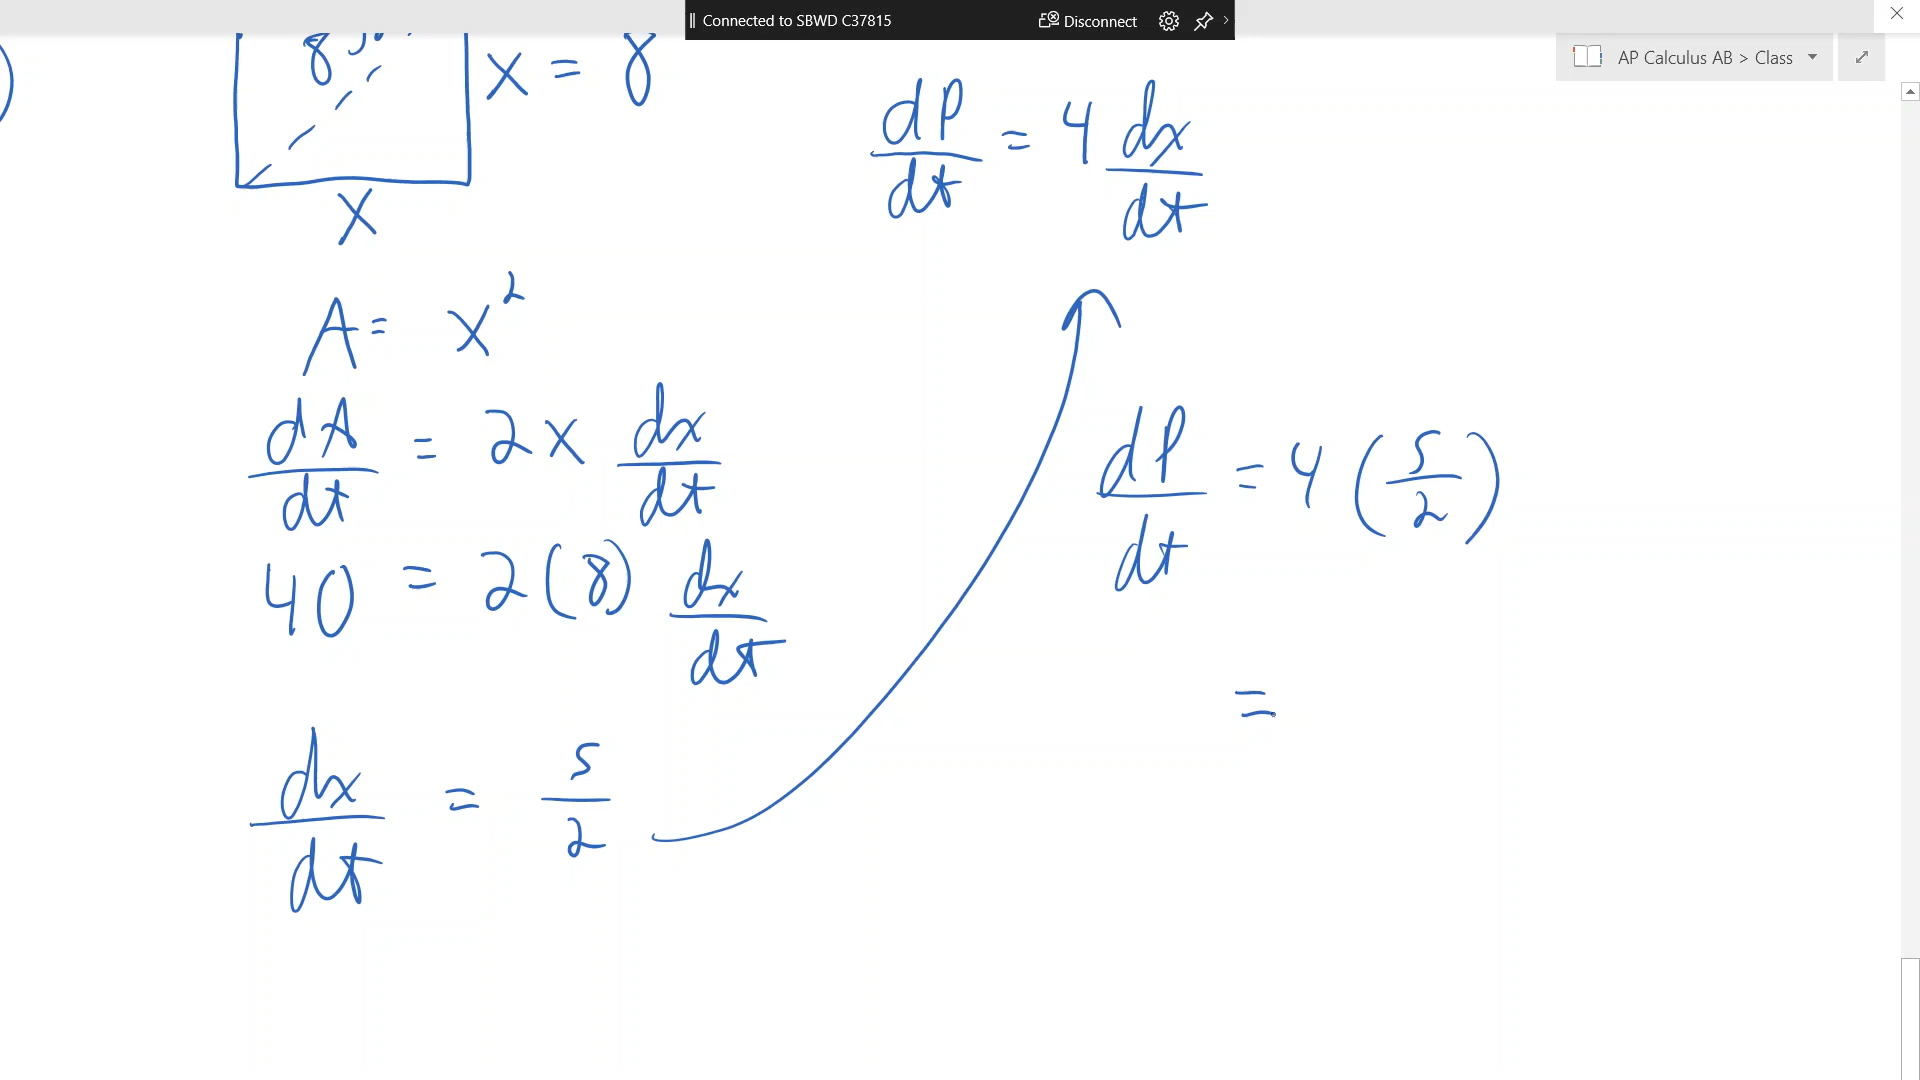 Connected to SBWD C37815 Disconnect
AP Calculus AB > Class
x = 8
x
A = x²
dA/dt = 2x dx/dt
40 = 2(8) dx/dt
dx/dt = 5/2
dP/dt = 4 dx/dt
dP/dt = 4(5/2)
=